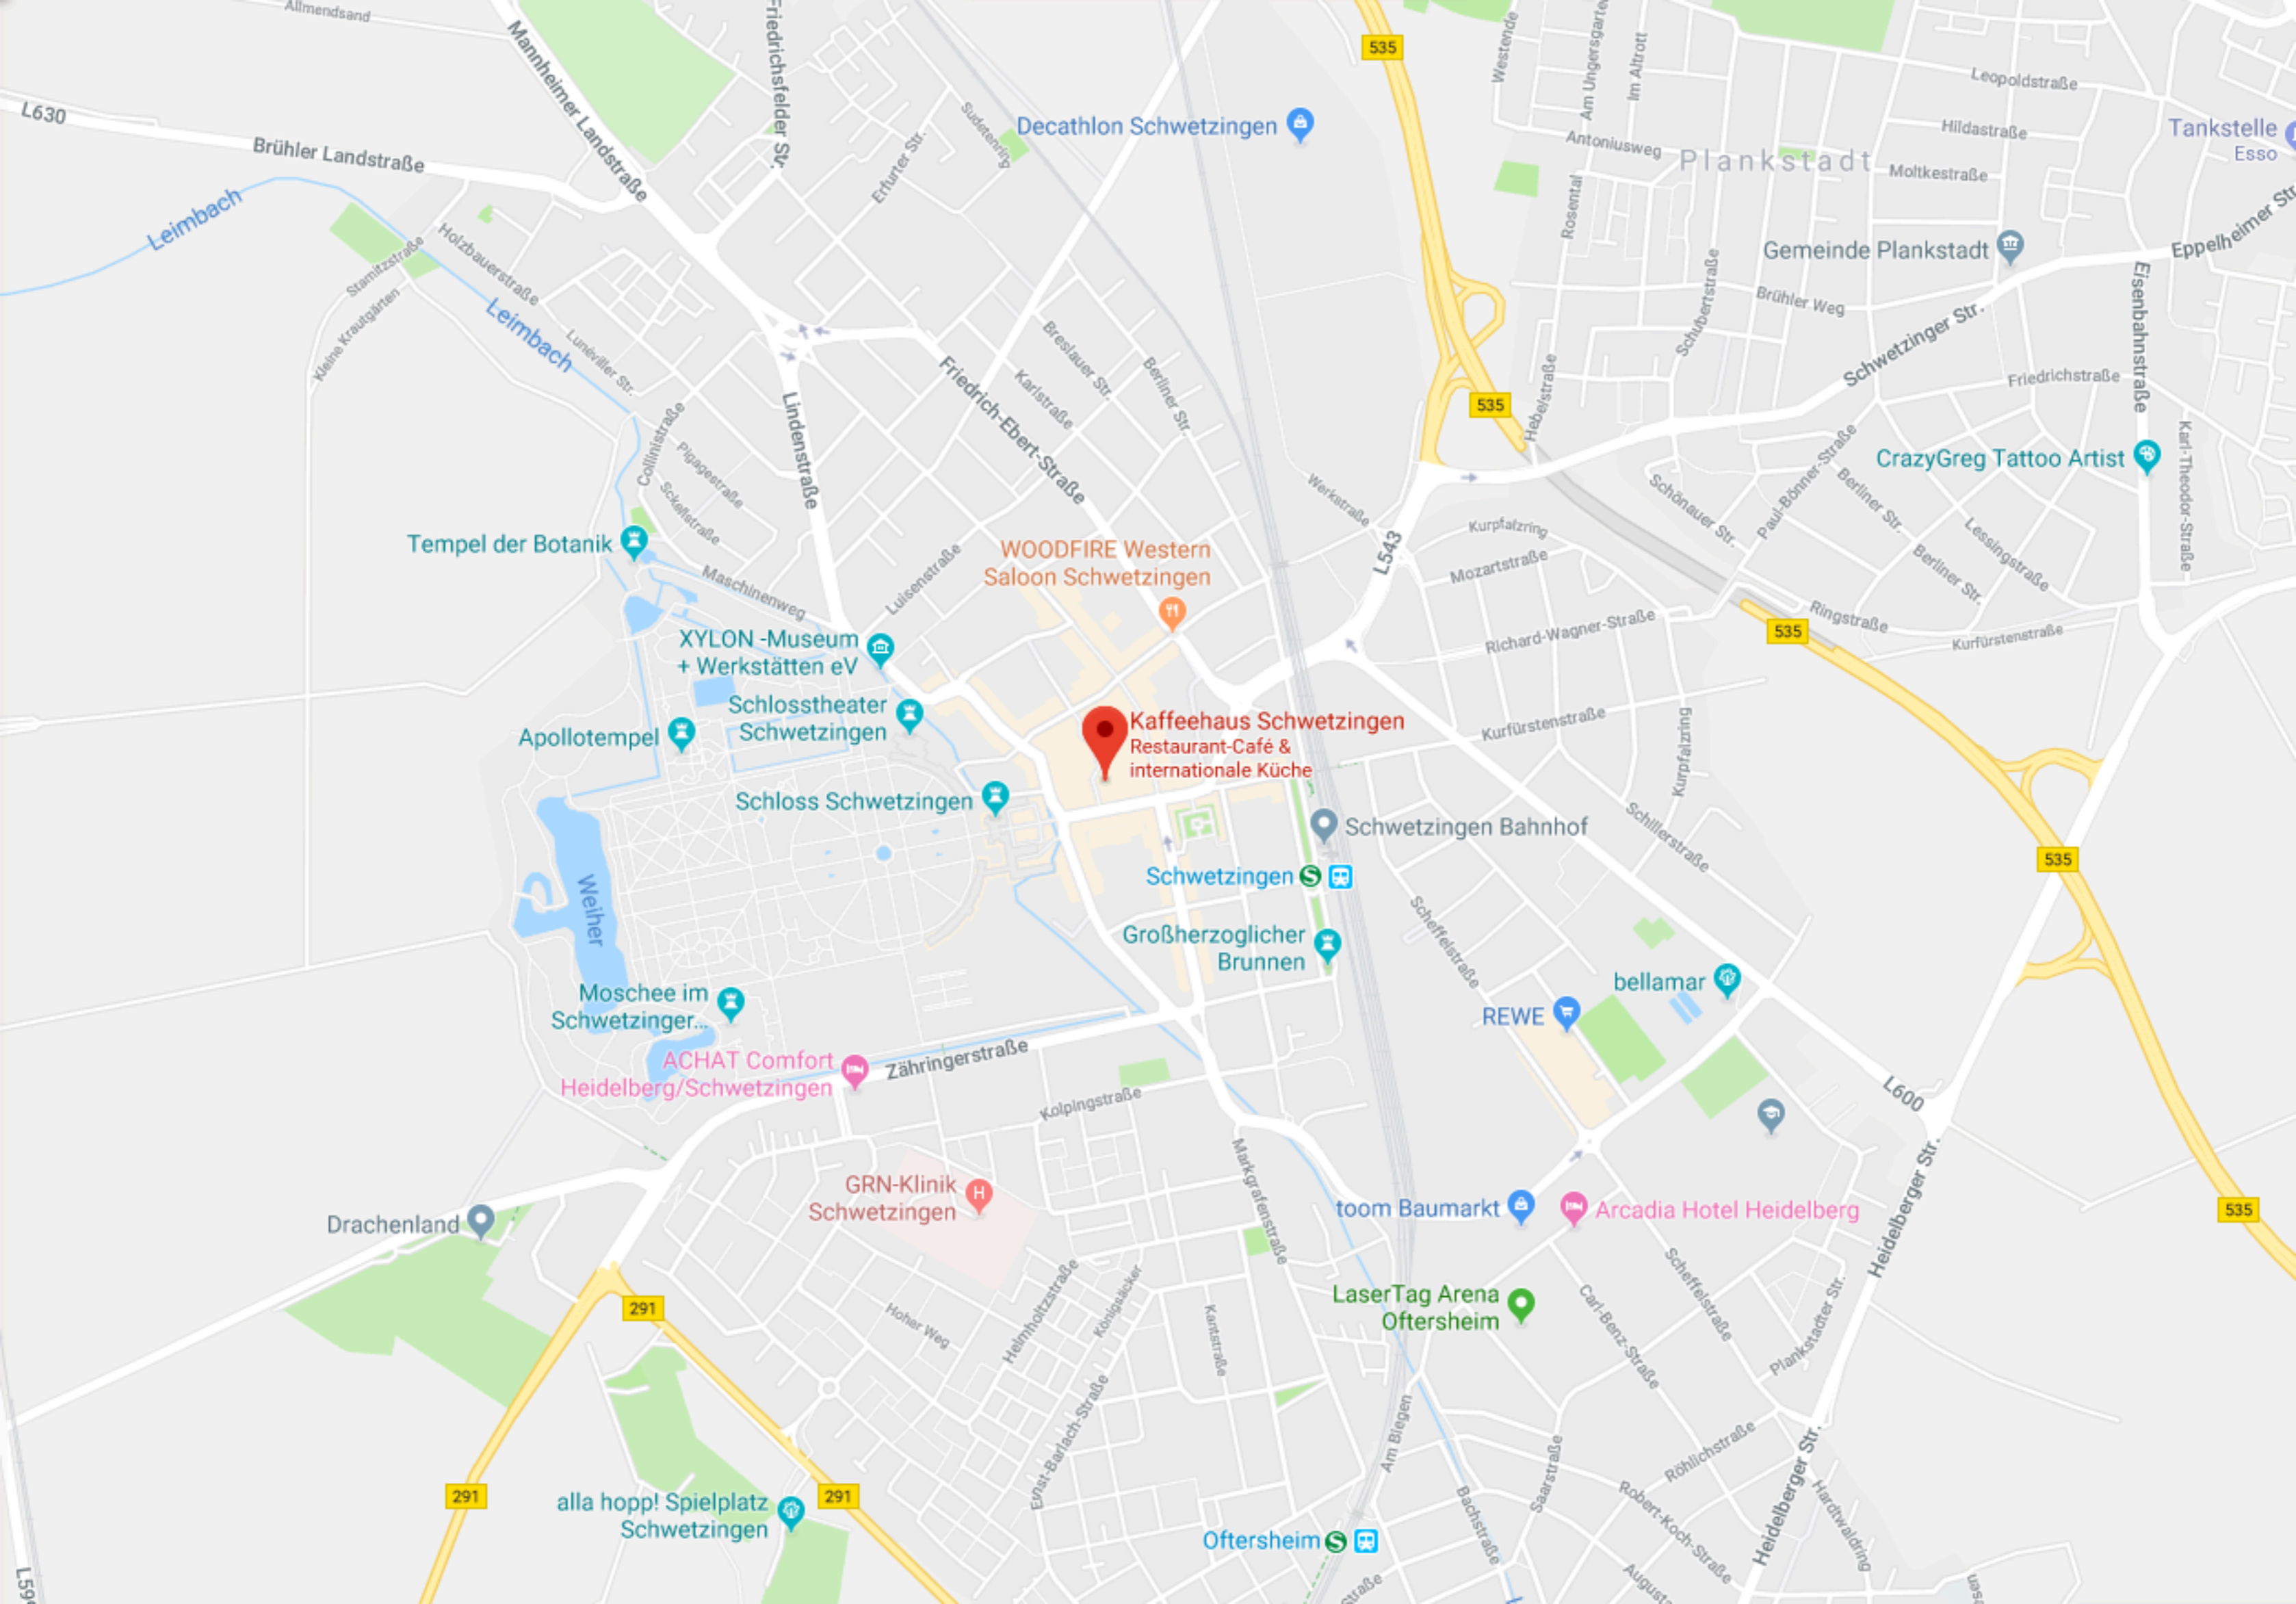 Allmendsand
Mannheimer Landstraße
Friedrichsfelder Str.
535
Westende
Am Ungersgarten
Im Altrott
Leopoldstraße
L630
Brühler Landstraße
Sudetenring
Erfurter Str.
Decathlon Schwetzingen
Antoniusweg
Plankstadt
Hildastraße
Moltkestraße
Tankstelle
Esso
Leimbach
Holzbauerstraße
Stamitzstraße
Kleine Krautgärten
Leimbach
Lunéviller Str.
Rosental
Gemeinde Plankstadt
Eppelheimer Str.
Brühler Weg
Schubertstraße
Schwetzinger Str.
Eisenbahnstraße
Breslauer Str.
Karlstraße
Berliner Str.
Friedrich-Ebert-Straße
Lindenstraße
535
Hebelstraße
Friedrichstraße
Collinistraße
Pigagestraße
Sckellstraße
Werkstraße
Schönauer Str.
Paul-Bönner-Straße
Berliner Str.
CrazyGreg Tattoo Artist
Karl-Theodor-Straße
Lessingstraße
Berliner Str.
Tempel der Botanik
Maschinenweg
Luisenstraße
WOODFIRE Western
Saloon Schwetzingen
L543
Kurpfalzring
Mozartstraße
Richard-Wagner-Straße
535
Ringstraße
Kurfürstenstraße
XYLON -Museum
+ Werkstätten eV
Schlosstheater
Schwetzingen
Apollotempel
Kaffeehaus Schwetzingen
Restaurant-Café &
internationale Küche
Kurfürstenstraße
Kurpfalzring
Schloss Schwetzingen
Schwetzingen Bahnhof
Schillerstraße
535
Schwetzingen
S
Weiher
Großherzoglicher
Brunnen
Scheffelstraße
bellamar
REWE
Moschee im
Schwetzinger...
ACHAT Comfort
Heidelberg/Schwetzingen
Zähringerstraße
Kolpingstraße
L600
Heidelberger Str.
Markgrafenstraße
GRN-Klinik
Schwetzingen
H
Drachenland
toom Baumarkt
Arcadia Hotel Heidelberg
535
291
Hoher Weg
Helmholtzstraße
Königsäcker
Kantstraße
LaserTag Arena
Oftersheim
Carl-Benz-Straße
Scheffelstraße
Plankstadter Str.
Ernst-Barlach-Straße
Am Biegen
Saarstraße
Röhlichstraße
Heidelberger Str.
Hardtwaldring
Robert-Koch-Straße
Bachstraße
291
291
alla hopp! Spielplatz
Schwetzingen
Oftersheim
S